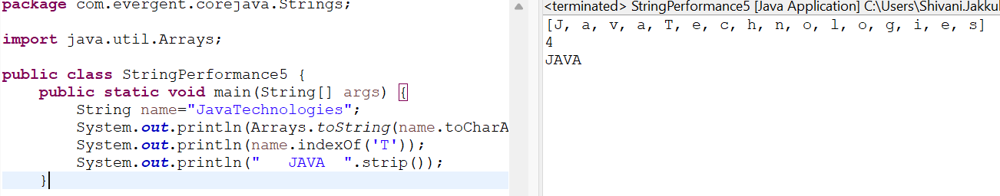 package com.evergent.corejava.Strings;
import java.util.Arrays;
public class StringPerformance5 {
public static void main(String[] args) {
String name="JavaTechnologies";
System.out.println(Arrays.toString(name.toCharA
System.out.println(name.indexOf('T'));
System.out.println("   JAVA  ".strip());
}
<terminated> StringPerformance5 [Java Application] C:\Users\Shivani.Jakkul
[J, a, v, a, T, e, c, h, n, o, l, o, g, i, e, s]
4
JAVA